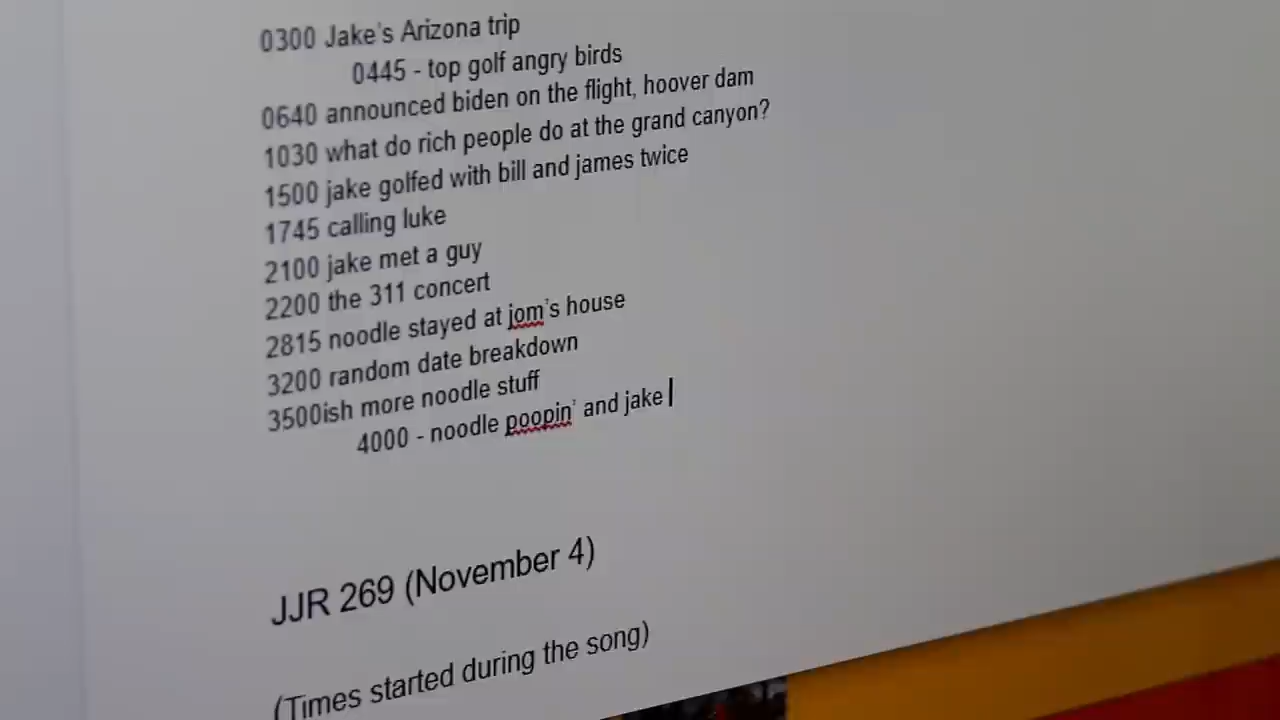 0300 Jake's Arizona trip
0445 - top golf angry birds
0640 announced biden on the flight, hoover dam
1030 what do rich people do at the grand canyon?
1500 jake golfed with bill and james twice
1745 calling luke
2100 jake met a guy
2200 the 311 concert
2815 noodle stayed at jom's house
3200 random date breakdown
3500ish more noodle stuff
4000 - noodle poopin' and jake
JJR 269 (November 4)
(Times started during the song)